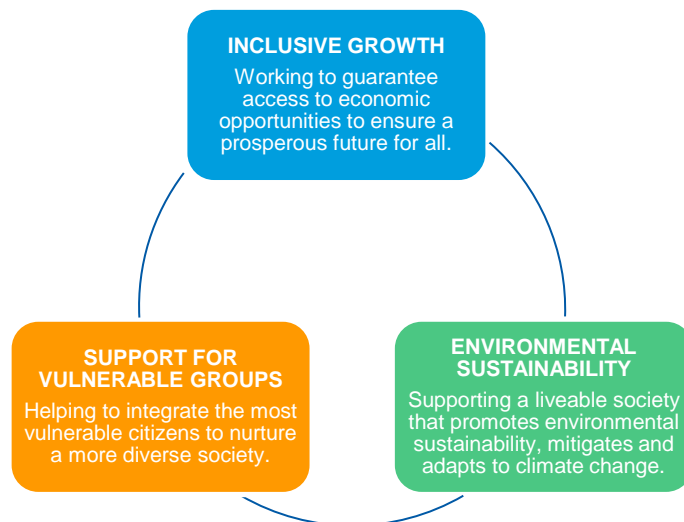 INCLUSIVE GROWTH
Working to guarantee
access to economic
opportunities to ensure a
prosperous future for all.
SUPPORT FOR
VULNERABLE GROUPS
Helping to integrate the most
vulnerable citizens to nurture
a more diverse society.
ENVIRONMENTAL
SUSTAINABILITY
Supporting a liveable society
that promotes environmental
sustainability, mitigates and
adapts to climate change.